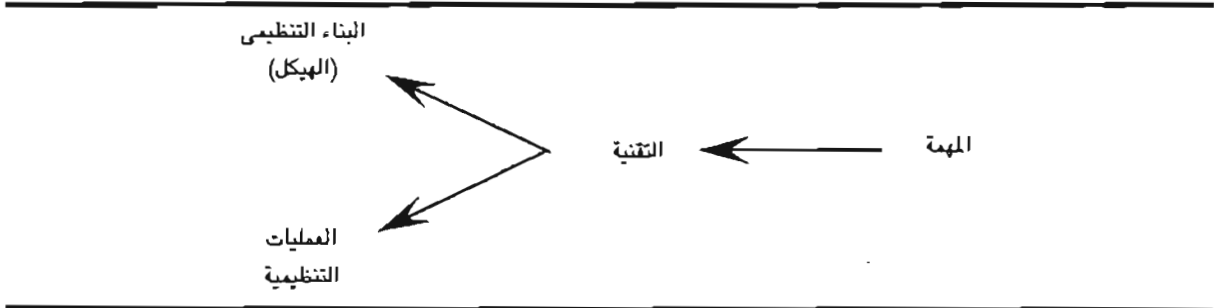 المهمة
التقنية
البناء التنظيمى
(الهيكل)
العمليات
التنظيمية